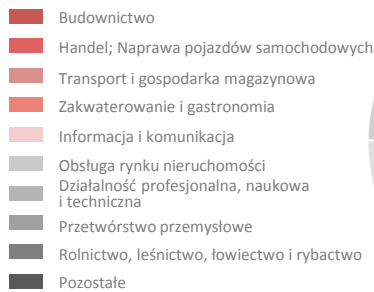 Budownictwo
Handel; Naprawa pojazdów samochodowych
Transport i gospodarka magazynowa
Zakwaterowanie i gastronomia
Informacja i komunikacja
Obsługa rynku nieruchomości
Działalność profesjonalna, naukowa
i techniczna
Przetwórstwo przemysłowe
Rolnictwo, leśnictwo, łowiectwo i rybactwo
Pozostałe